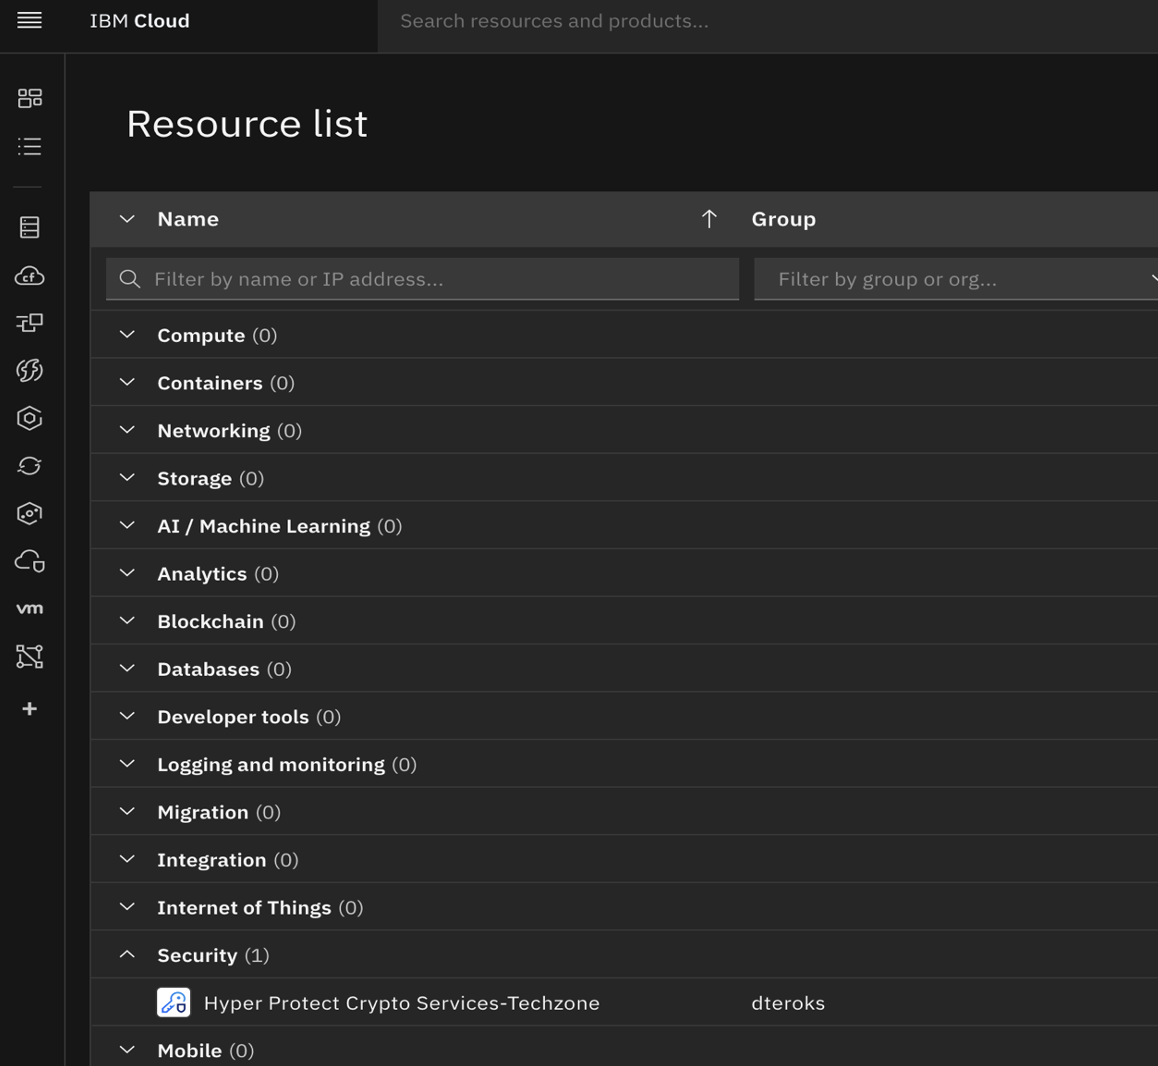 IBM Cloud
Search resources and products...
Resource list
Name
Group
Filter by name or IP address...
Filter by group or org...
Compute (0)
Containers (0)
Networking (0)
Storage (0)
AI / Machine Learning (0)
Analytics (0)
Blockchain (0)
Databases (0)
Developer tools (0)
Logging and monitoring (0)
Migration (0)
Integration (0)
Internet of Things (0)
Security (1)
Hyper Protect Crypto Services-Techzone
dteroks
Mobile (0)
cf
vm